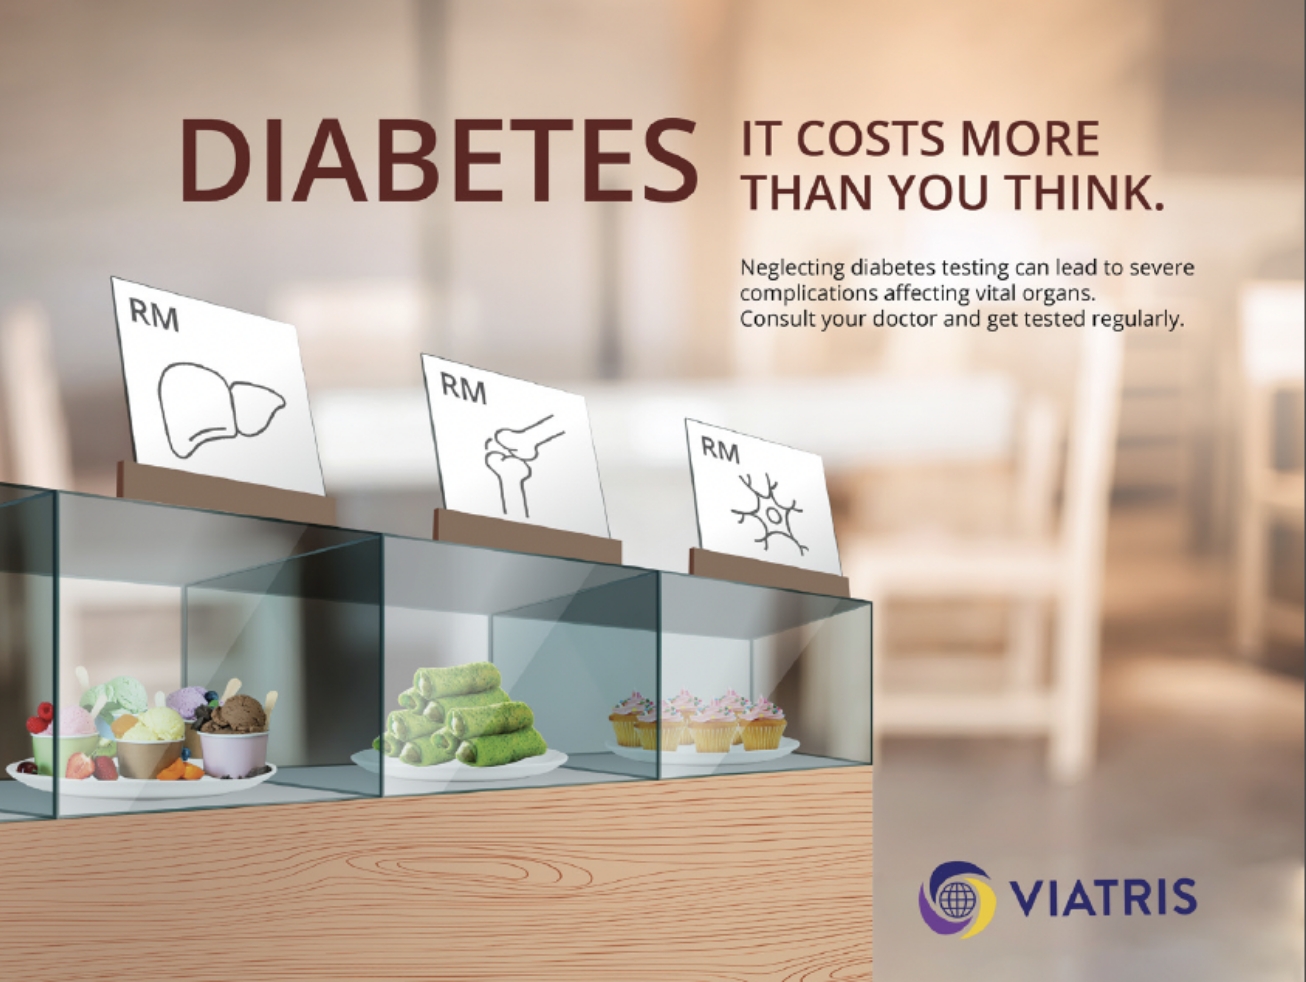 DIABETES
IT COSTS MORE
THAN YOU THINK.
Neglecting diabetes testing can lead to severe
complications affecting vital organs.
Consult your doctor and get tested regularly.
RM
RM
RM
VIATRIS